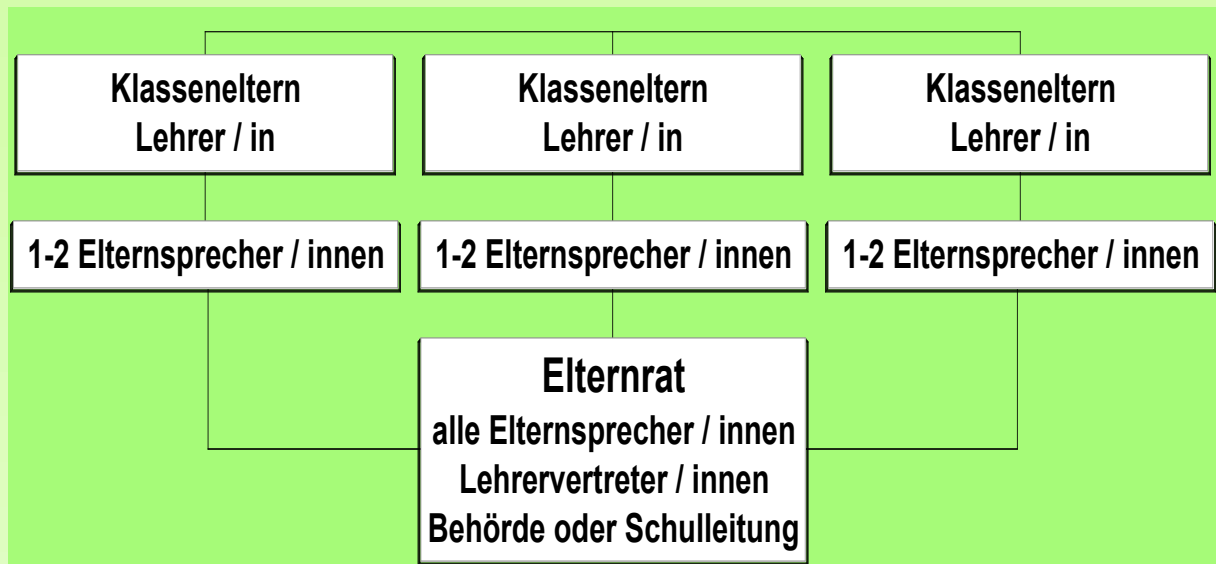 Klasseneltern
Lehrer / in
Klasseneltern
Lehrer / in
Klasseneltern
Lehrer / in
1-2 Elternsprecher / innen
1-2 Elternsprecher / innen
1-2 Elternsprecher / innen
Elternrat
alle Elternsprecher / innen
Lehrervertreter / innen
Behörde oder Schulleitung